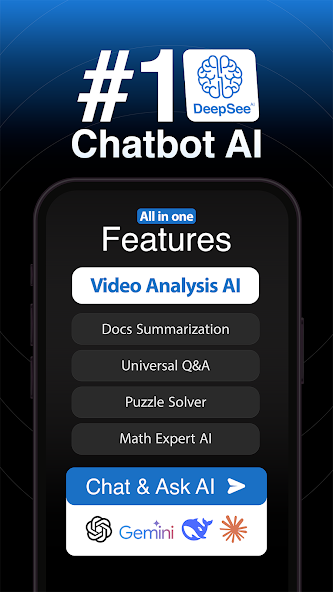 #1
DeepSee AI
Chatbot AI
All in one
Features
Video Analysis AI
Docs Summarization
Universal Q&A
Puzzle Solver
Math Expert AI
Chat & Ask AI
Gemini